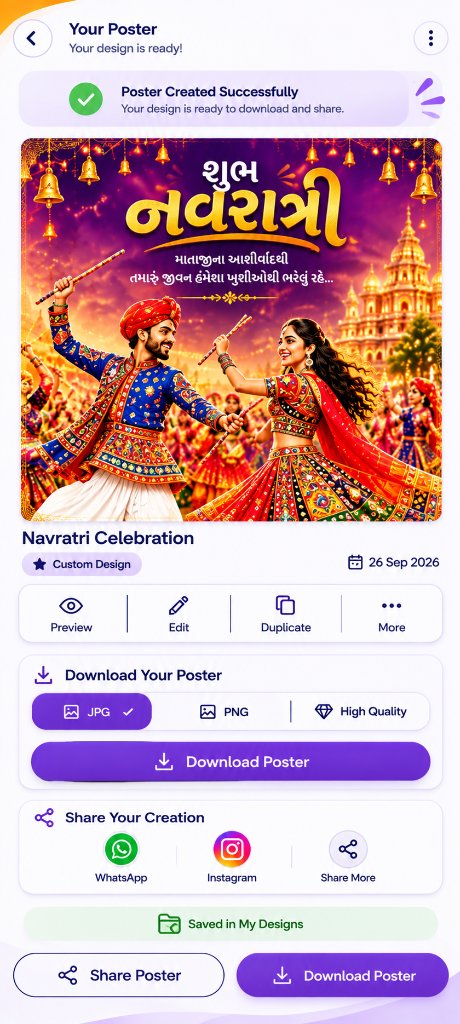 Your Poster
Your design is ready!
Poster Created Successfully
Your design is ready to download and share.
શુભ
નવરાત્રી
માતાજીના આશીર્વાદથી
તમારું જીવન હંમેશા ખુશીઓથી ભરેલું રહે...
Navratri Celebration
Custom Design
26 Sep 2026
Preview
Edit
Duplicate
More
Download Your Poster
JPG
PNG
High Quality
Download Poster
Share Your Creation
WhatsApp
Instagram
Share More
Saved in My Designs
Share Poster
Download Poster